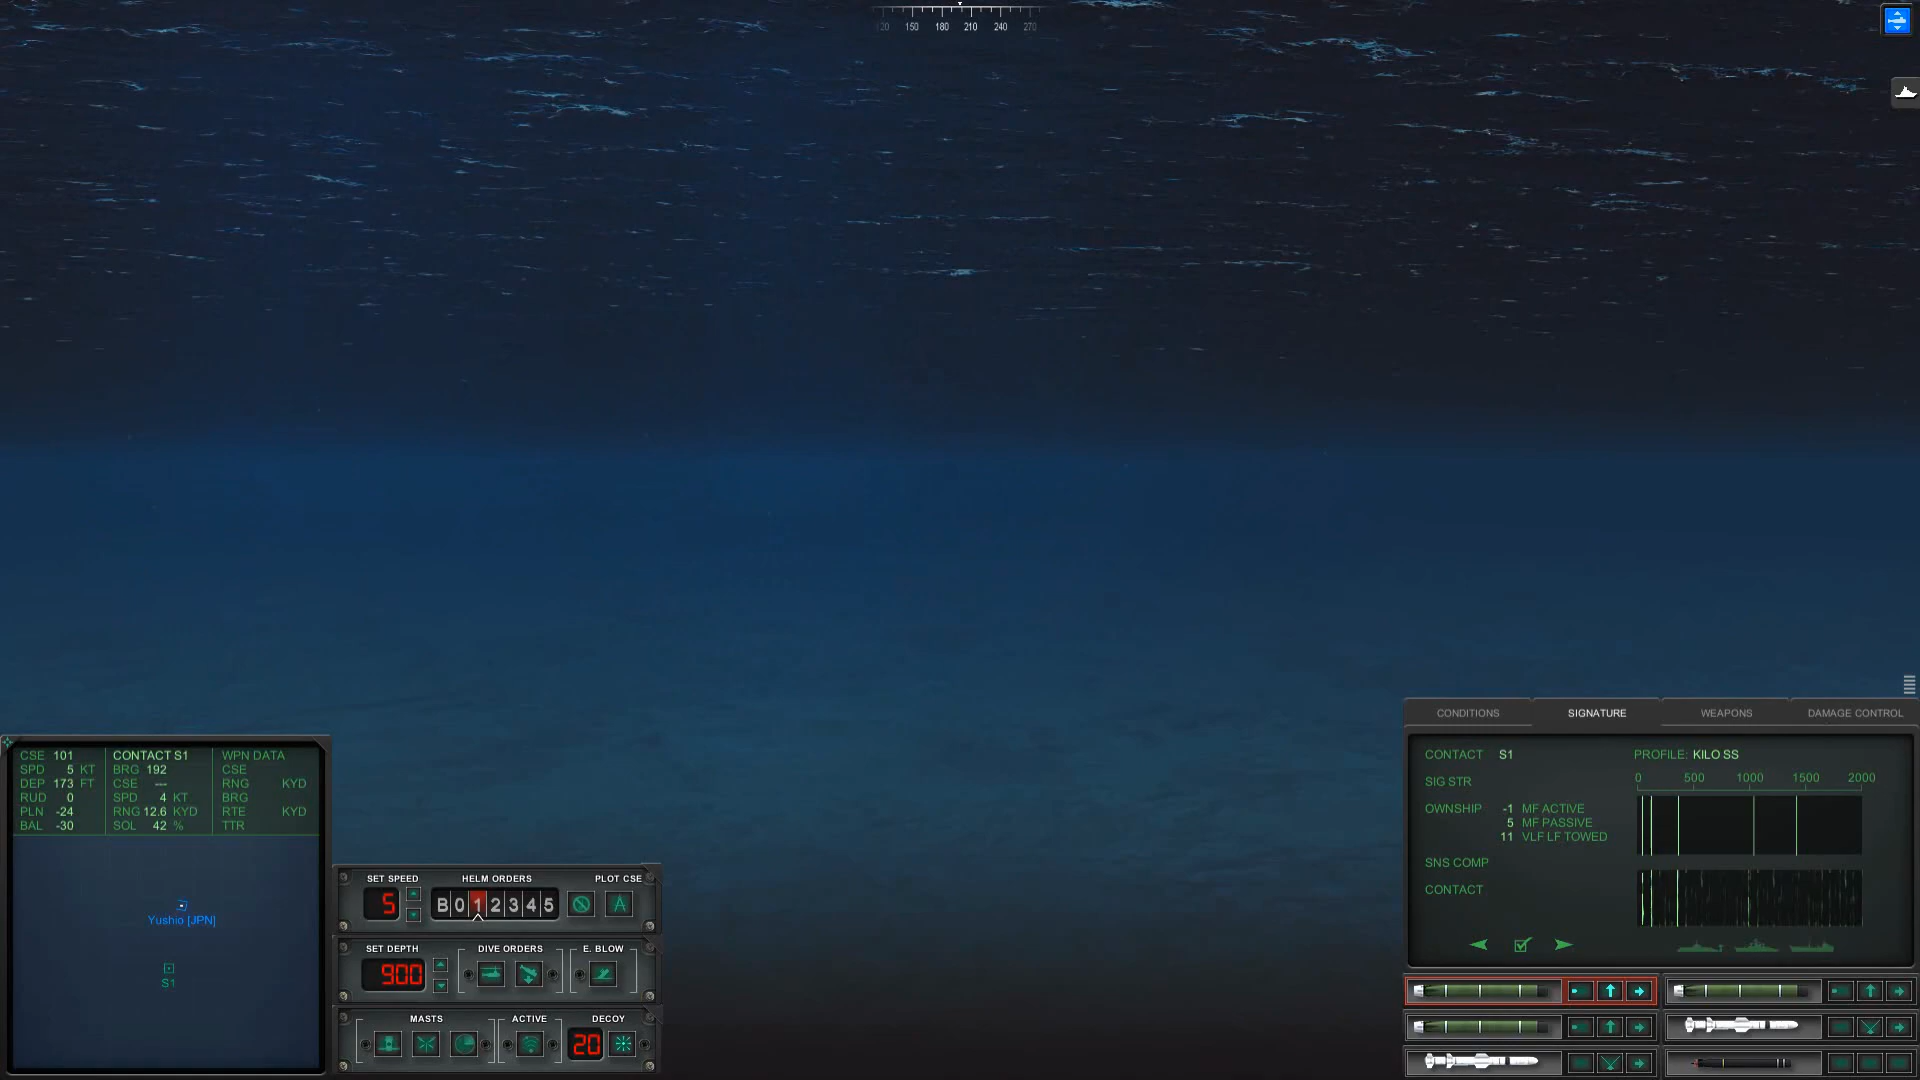 120 150 180 210 240 270
CSE 101
SPD 5 KT
DEP 173 FT
RUD 0
PLN -24
BAL -30
CONTACT S1
BRG 192
CSE ---
SPD 4 KT
RNG 12.6 KYD
SOL 42 %
WPN DATA
CSE
RNG KYD
BRG
RTE KYD
TTR
Yushio [JPN]
S1
SET SPEED HELM ORDERS PLOT CSE
5 B 0 1 2 3 4 5 A
SET DEPTH DIVE ORDERS E. BLOW
900
MASTS ACTIVE DECOY
20
CONDITIONS SIGNATURE WEAPONS DAMAGE CONTROL
CONTACT S1
SIG STR
OWNSHIP -1 MF ACTIVE
5 MF PASSIVE
11 VLF LF TOWED
SNS COMP
CONTACT
PROFILE: KILO SS
0 500 1000 1500 2000